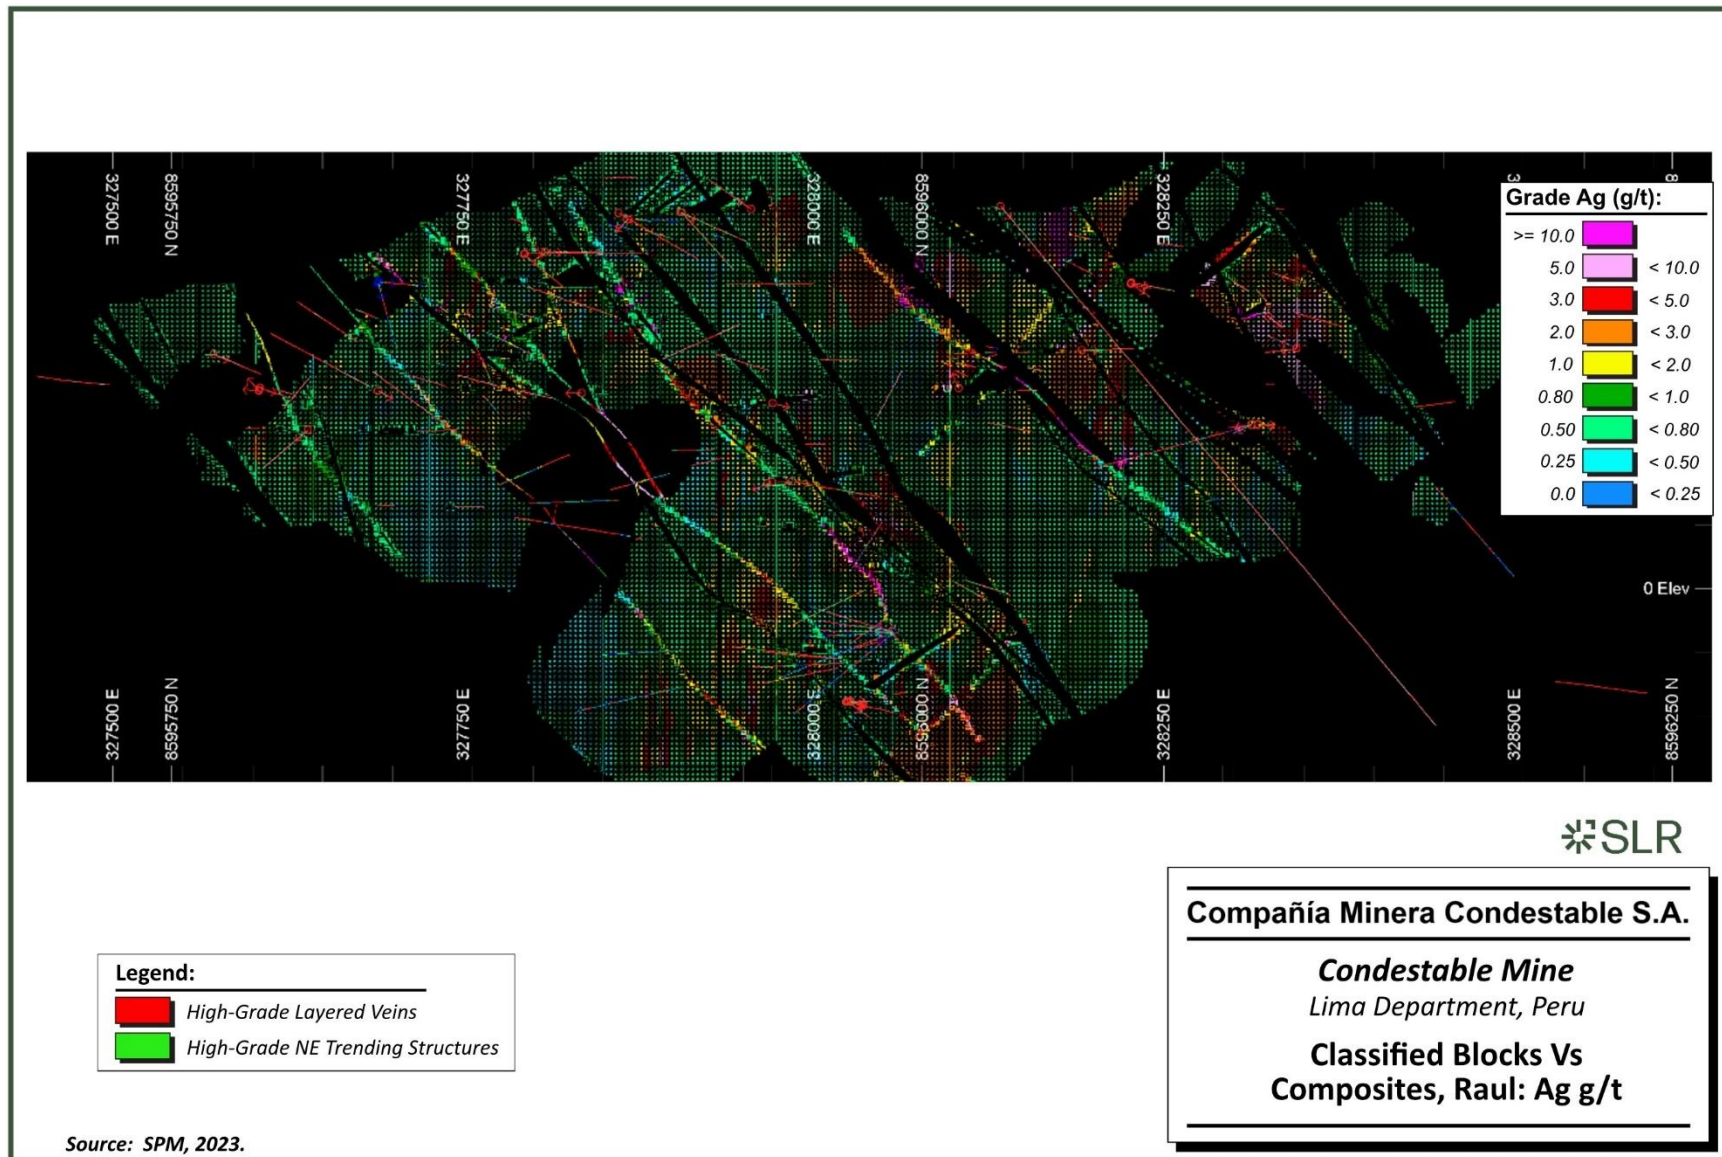 327500 E
8595750 N
327750 E
328000 E
8596000 N
328250 E
Grade Ag (g/t):
>= 10.0
5.0 < 10.0
3.0 < 5.0
2.0 < 3.0
1.0 < 2.0
0.80 < 1.0
0.50 < 0.80
0.25 < 0.50
0.0 < 0.25
0 Elev
327500 E
8595750 N
327750 E
328000 E
8596000 N
328250 E
328500 E
8596250 N
SLR
Compañía Minera Condestable S.A.
Condestable Mine
Lima Department, Peru
Classified Blocks Vs
Composites, Raul: Ag g/t
Legend:
High-Grade Layered Veins
High-Grade NE Trending Structures
Source: SPM, 2023.